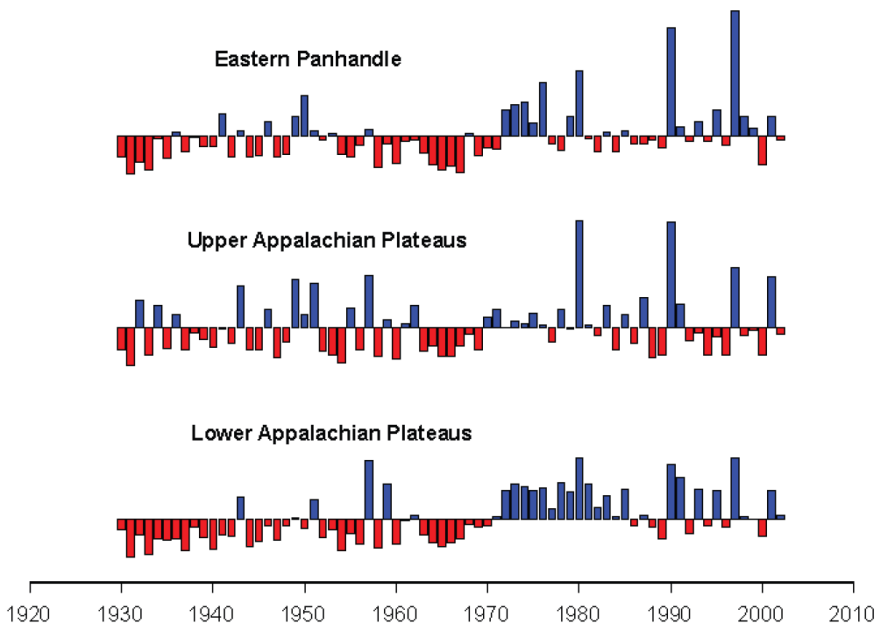 Eastern Panhandle
Upper Appalachian Plateaus
Lower Appalachian Plateaus
1920 1930 1940 1950 1960 1970 1980 1990 2000 2010